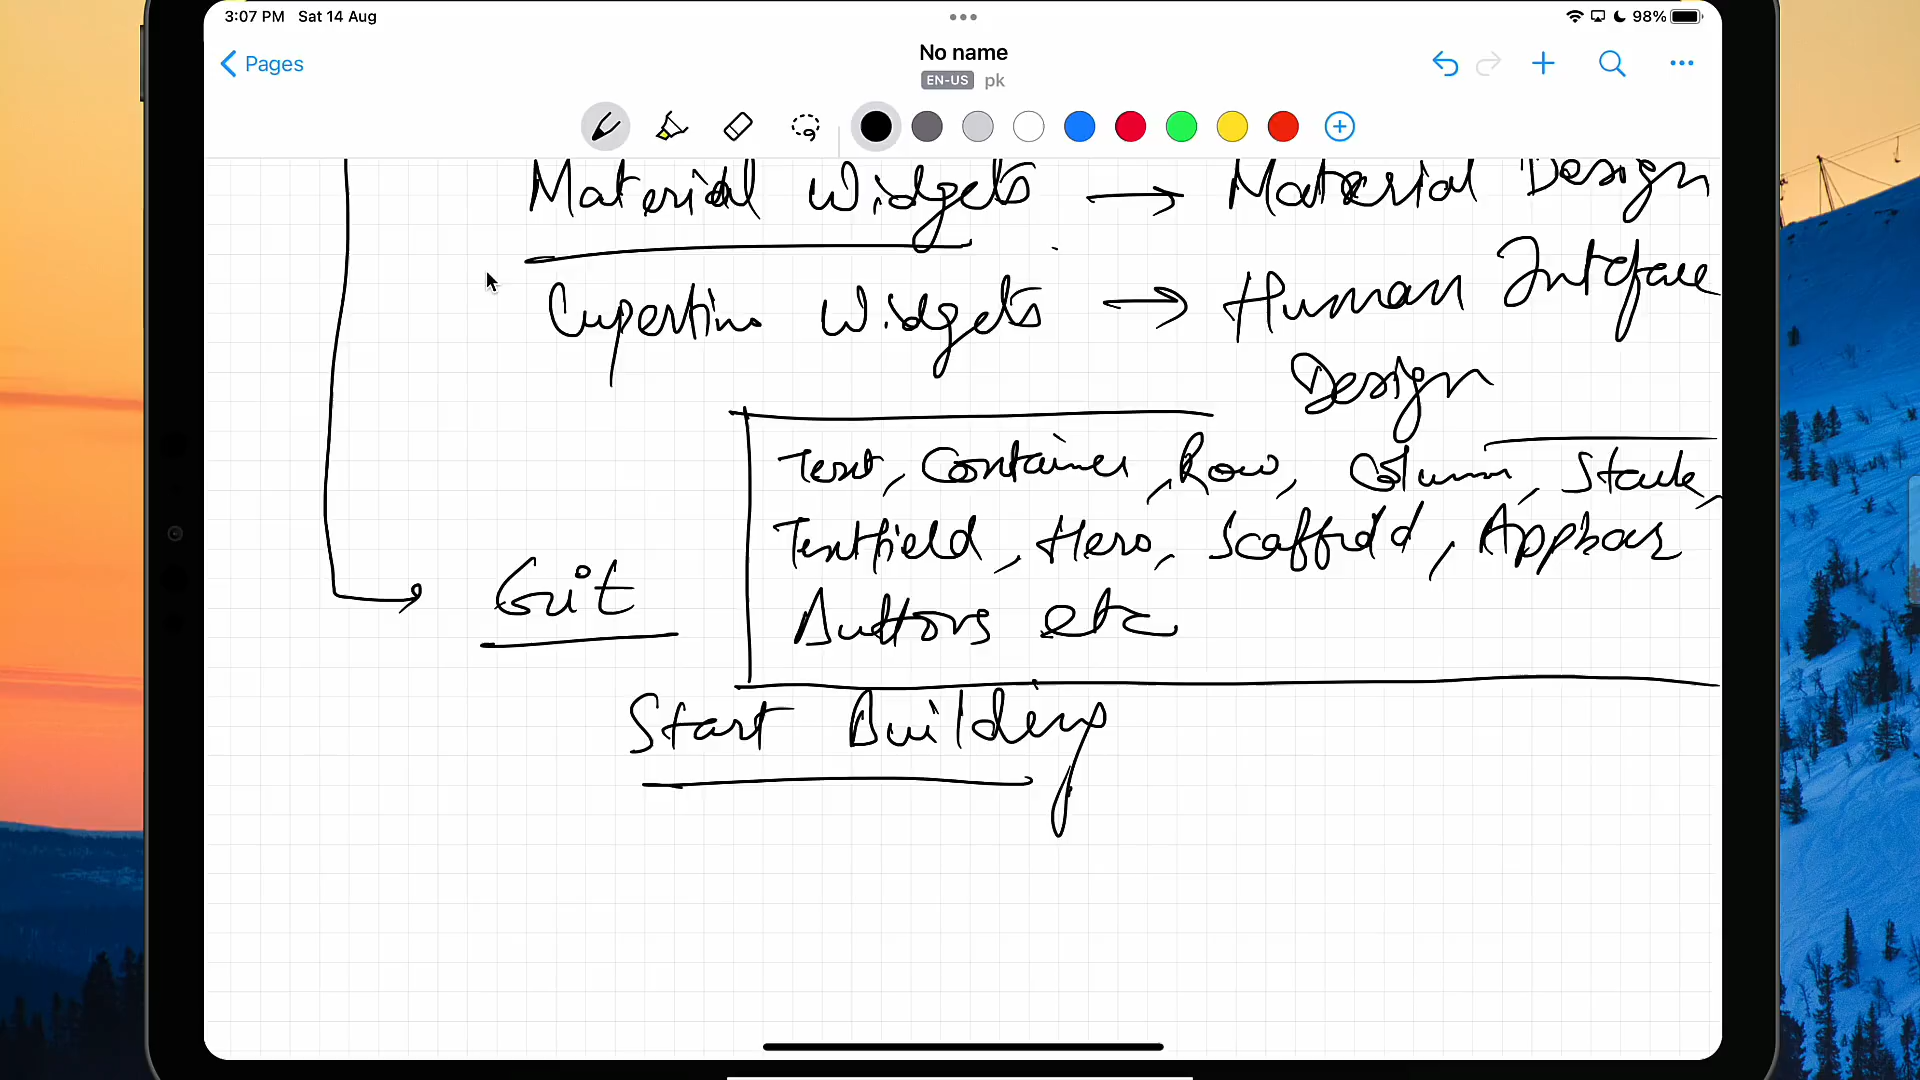 3:07 PM Sat 14 Aug 98%
Pages
No name
EN-US pk
Material Widgets → Material Design
Cupertino Widgets → Human Interface
Design
Text, Container, Row, Column, Stack,
Textfield, Hero, Scaffold, Appbar
Buttons etc
Git
Start Building